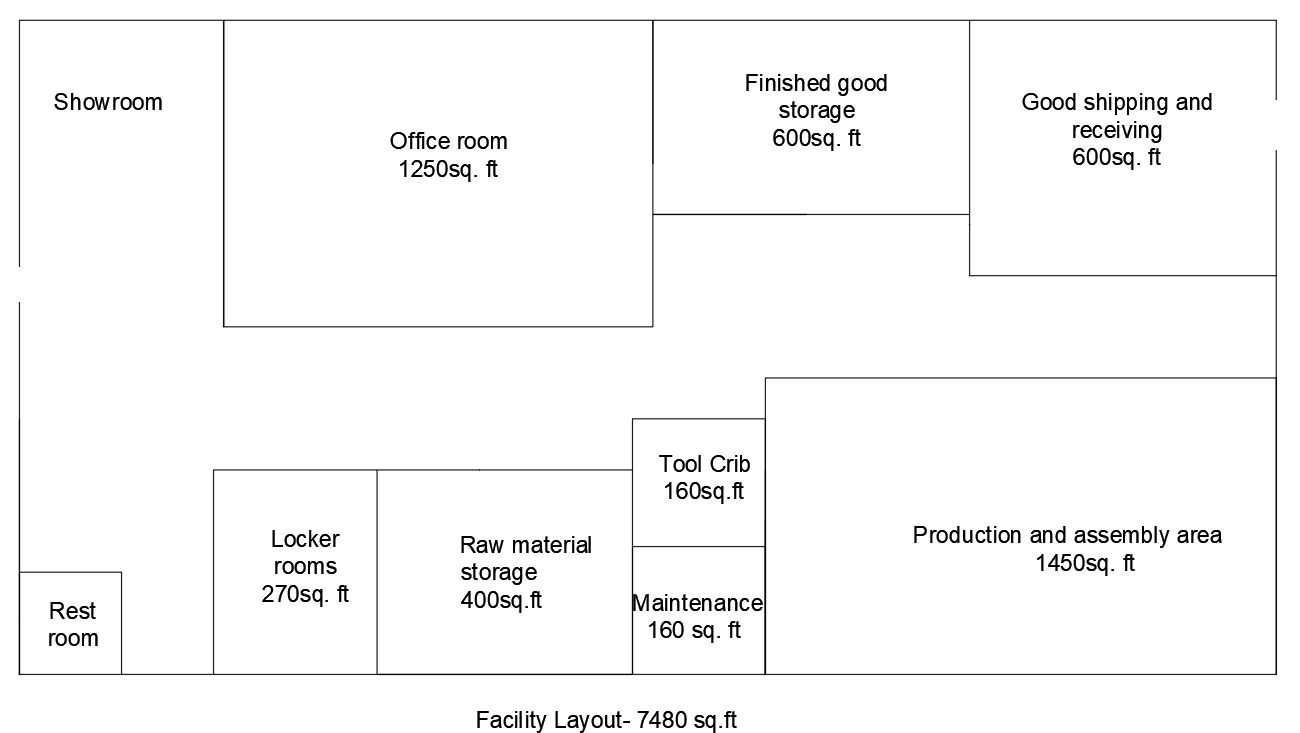 Showroom
Office room
1250sq. ft
Finished good
storage
600sq. ft
Good shipping and
receiving
600sq. ft
Tool Crib
160sq.ft
Locker
rooms
270sq. ft
Raw material
storage
400sq.ft
Production and assembly area
1450sq. ft
Rest
room
Maintenance
160 sq. ft
Facility Layout- 7480 sq.ft